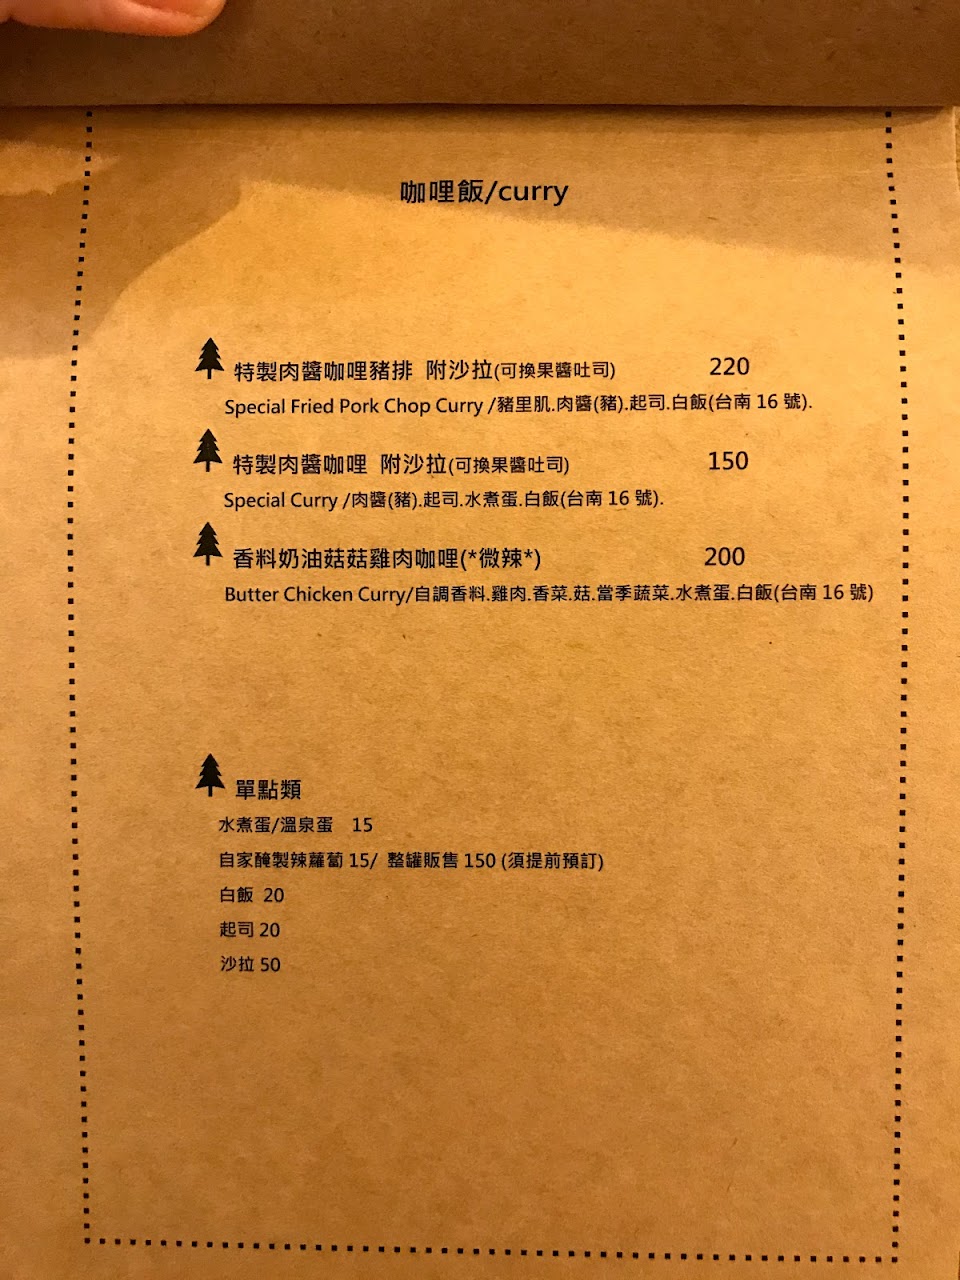 咖哩飯/curry
特製肉醬咖哩豬排 附沙拉(可換果醬吐司) 220
Special Fried Pork Chop Curry /豬里肌.肉醬(豬).起司.白飯(台南 16 號).
特製肉醬咖哩 附沙拉(可換果醬吐司) 150
Special Curry /肉醬(豬).起司.水煮蛋.白飯(台南 16 號).
香料奶油菇菇雞肉咖哩(*微辣*) 200
Butter Chicken Curry/自調香料.雞肉.香菜.菇.當季蔬菜.水煮蛋.白飯(台南 16 號)
單點類
水煮蛋/溫泉蛋 15
自家醃製辣蘿蔔 15/ 整罐販售 150 (須提前預訂)
白飯 20
起司 20
沙拉 50